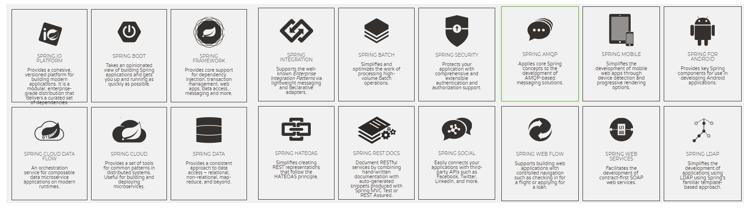 SPRING IO
PLATFORM
Provides a cohesive,
versioned platform for
building modern
applications. It is a
modular, enterprise-
grade distribution that
delivers a curated set
of dependencies
SPRING BOOT
Takes an opinionated
view of building Spring
applications and gets
you up and running as
quickly as possible.
SPRING
FRAMEWORK
Provides core support
for dependency
injection, transaction
management, web
apps, data access,
messaging and more.
SPRING
INTEGRATION
Supports the well-
known Enterprise
Integration Patterns via
lightweight messaging
and declarative
adapters.
SPRING BATCH
Simplifies and
optimizes the work of
processing high-
volume batch
operations.
SPRING SECURITY
Protects your
application with
comprehensive and
extensible
authentication and
authorization support.
SPRING AMQP
Applies core Spring
concepts to the
development of
AMQP-based
messaging solutions.
SPRING MOBILE
Simplifies the
development of mobile
web apps through
device detection and
progressive rendering
options.
SPRING FOR
ANDROID
Provides key Spring
components for use in
developing Android
applications.
SPRING CLOUD DATA
FLOW
An orchestration
service for composable
data microservice
applications on modern
runtimes.
SPRING CLOUD
Provides a set of tools
for common patterns in
distributed systems.
Useful for building and
deploying
microservices
SPRING DATA
Provides a consistent
approach to data
access – relational,
non-relational, map-
reduce, and beyond.
SPRING HATEOAS
Simplifies creating
REST representations
that follow the
HATEOAS principle.
SPRING REST DOCS
Document RESTful
services by combining
handwritten
documentation with
auto-generated
snippets produced with
Spring MVC Test or
REST Assured.
SPRING SOCIAL
Easily connects your
applications with third-
party APIs such as
Facebook, Twitter,
LinkedIn, and more.
SPRING WEB FLOW
Supports building web
applications with
controlled navigation
such as checking in for
a flight or applying for
a loan.
SPRING WEB
SERVICES
Facilitates the
development of
contract-first SOAP
web services.
SPRING LDAP
Simplifies the
development of
applications using
LDAP using Spring's
familiar template-
based approach.